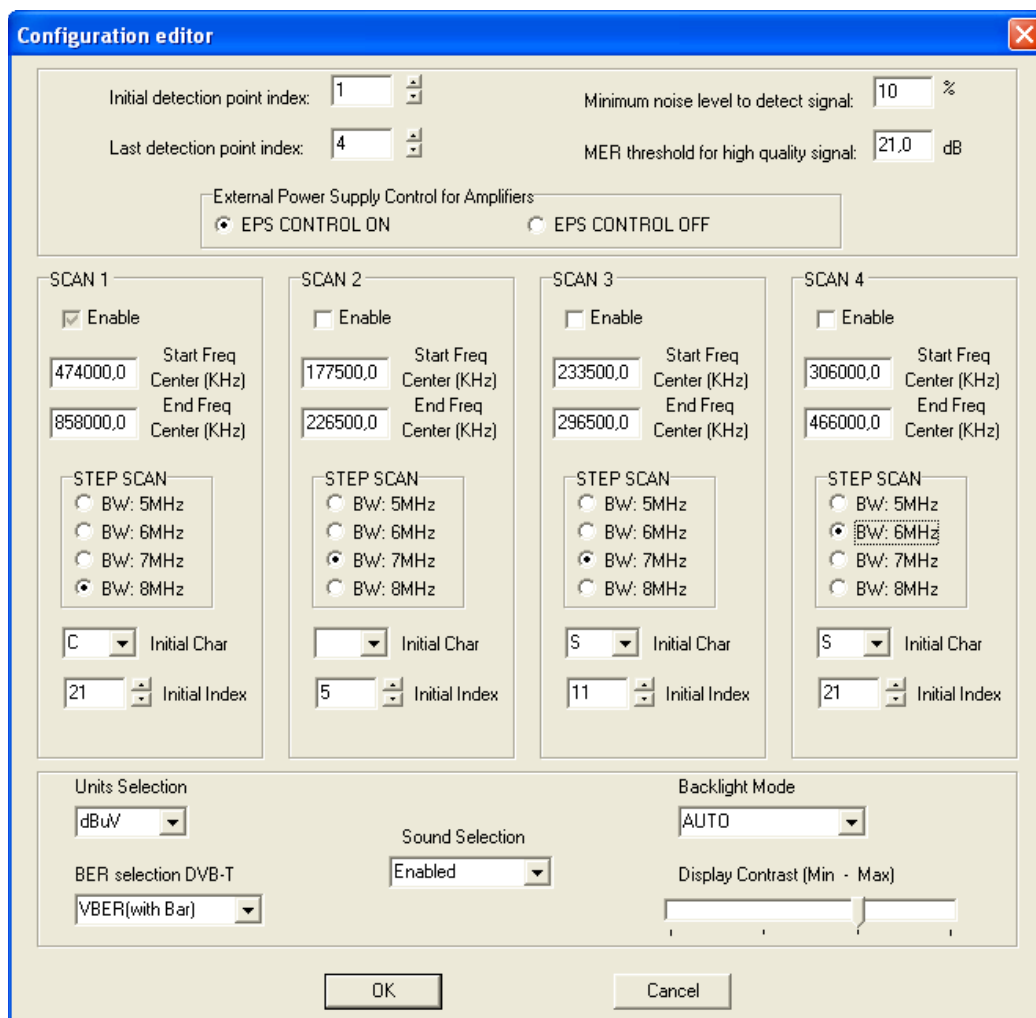 Configuration editor
Initial detection point index: 1
Minimum noise level to detect signal: 10 %
Last detection point index: 4
MER threshold for high quality signal: 21,0 dB
External Power Supply Control for Amplifiers
EPS CONTROL ON
EPS CONTROL OFF
SCAN 1
Enable
474000,0 Start Freq
Center (KHz)
858000,0 End Freq
Center (KHz)
STEP SCAN
BW: 5MHz
BW: 6MHz
BW: 7MHz
BW: 8MHz
C Initial Char
21 Initial Index
SCAN 2
Enable
177500,0 Start Freq
Center (KHz)
226500,0 End Freq
Center (KHz)
STEP SCAN
BW: 5MHz
BW: 6MHz
BW: 7MHz
BW: 8MHz
Initial Char
5 Initial Index
SCAN 3
Enable
233500,0 Start Freq
Center (KHz)
296500,0 End Freq
Center (KHz)
STEP SCAN
BW: 5MHz
BW: 6MHz
BW: 7MHz
BW: 8MHz
S Initial Char
11 Initial Index
SCAN 4
Enable
306000,0 Start Freq
Center (KHz)
466000,0 End Freq
Center (KHz)
STEP SCAN
BW: 5MHz
BW: 6MHz
BW: 7MHz
BW: 8MHz
S Initial Char
21 Initial Index
Units Selection
dBuV
BER selection DVB-T
VBER(with Bar)
Sound Selection
Enabled
Backlight Mode
AUTO
Display Contrast (Min - Max)
OK
Cancel